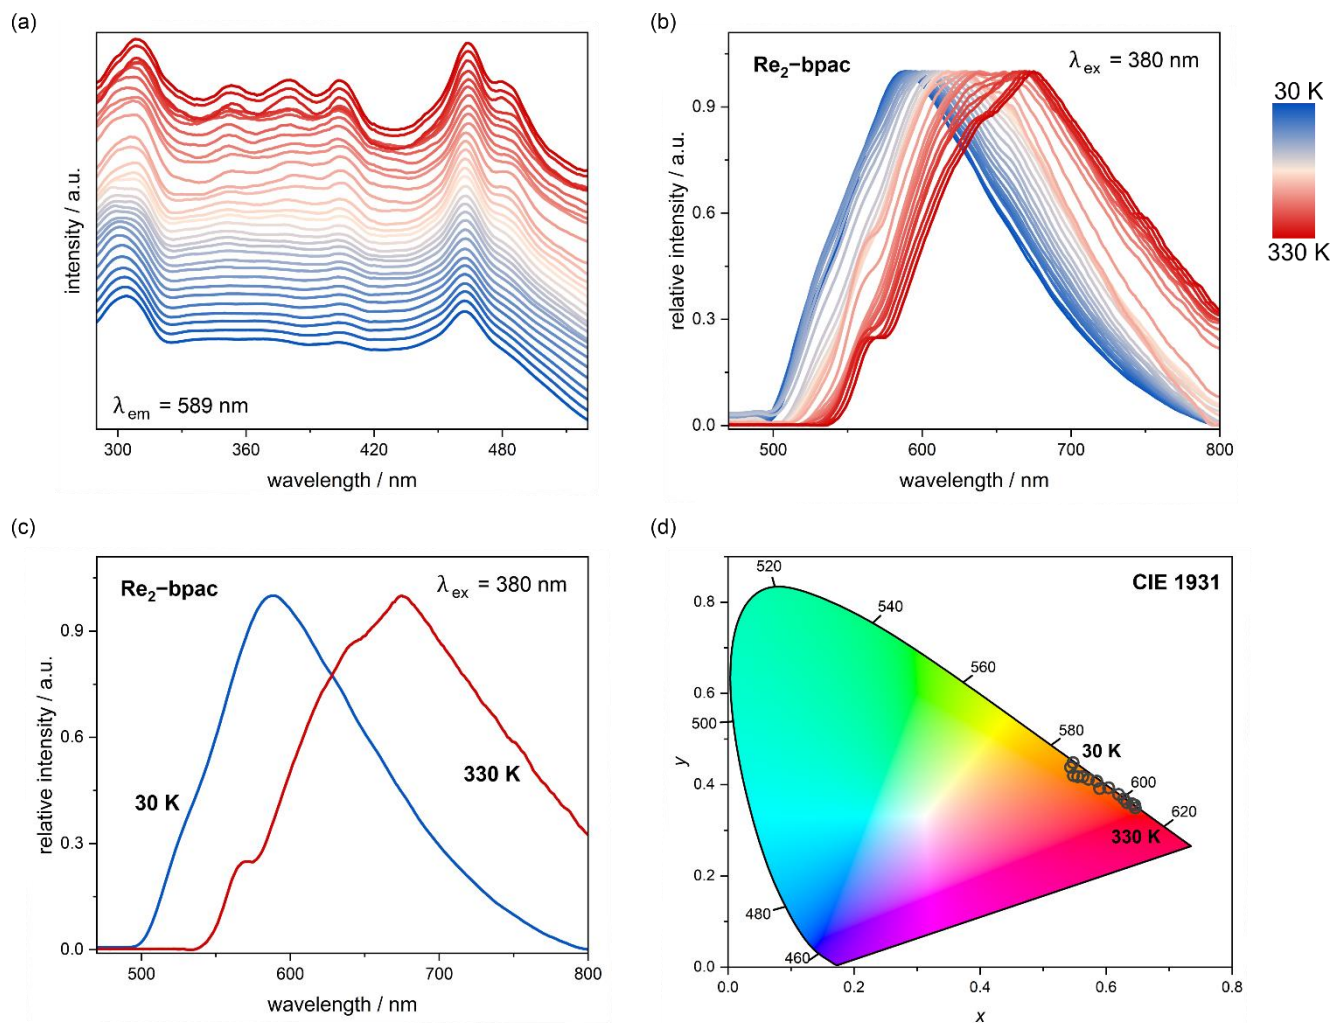 (a)
intensity / a.u.
λem = 589 nm
300 360 420 480
wavelength / nm
(b)
relative intensity / a.u.
Re2−bpac
λex = 380 nm
0.9
0.6
0.3
0.0
500 600 700 800
wavelength / nm
30 K
330 K
(c)
relative intensity / a.u.
Re2−bpac
λex = 380 nm
0.9
0.6
0.3
0.0
30 K
330 K
500 600 700 800
wavelength / nm
(d)
CIE 1931
y
0.8
0.6
0.4
0.2
0.0
520
540
560
500
580
30 K
600
620
330 K
480
460
0.0 0.2 0.4 0.6 0.8
x